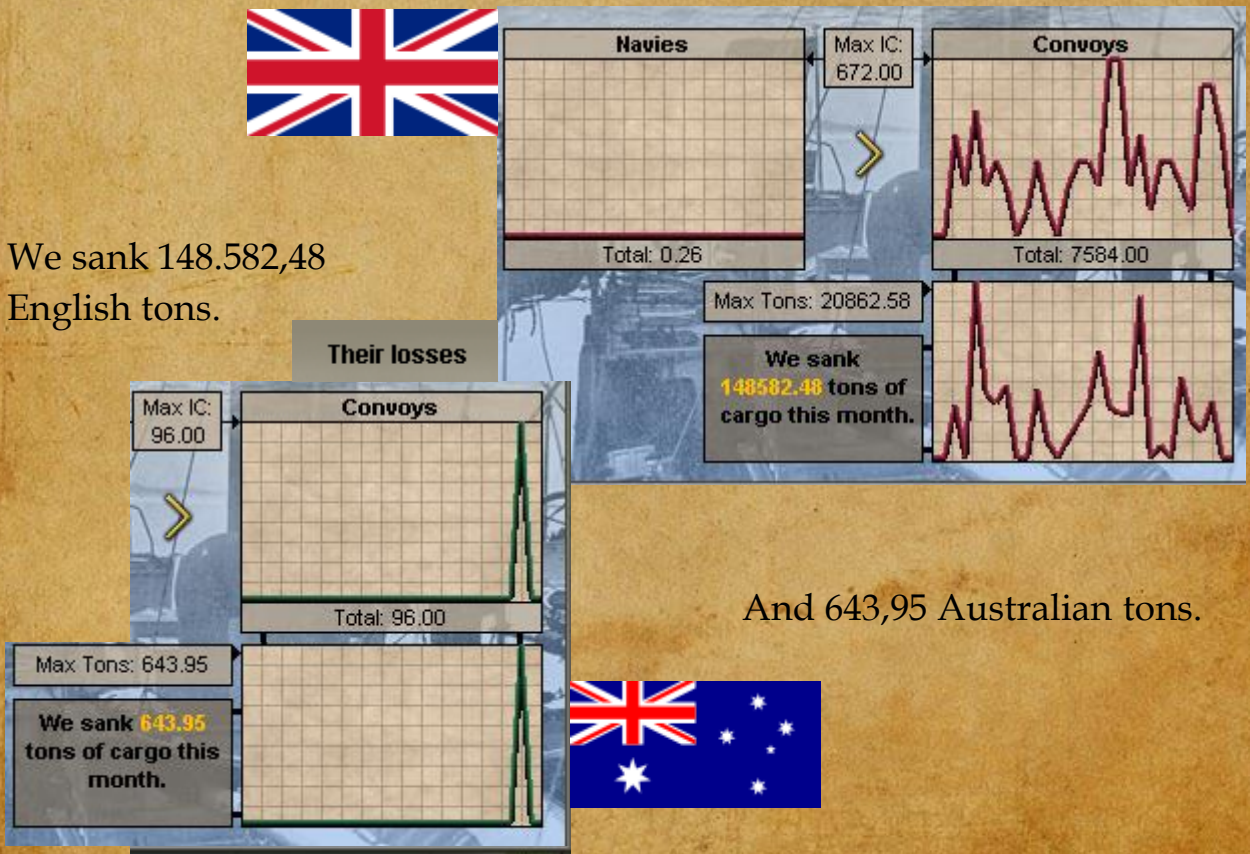 Navies
Max IC:
672.00
Convoys
Total: 0.26
Total: 7584.00
We sank 148.582,48
English tons.
Max Tons: 20862.58
We sank
148582.48 tons of
cargo this month.
Their losses
Max IC:
96.00
Convoys
Total: 96.00
And 643,95 Australian tons.
Max Tons: 643.95
We sank 643.95
tons of cargo this
month.